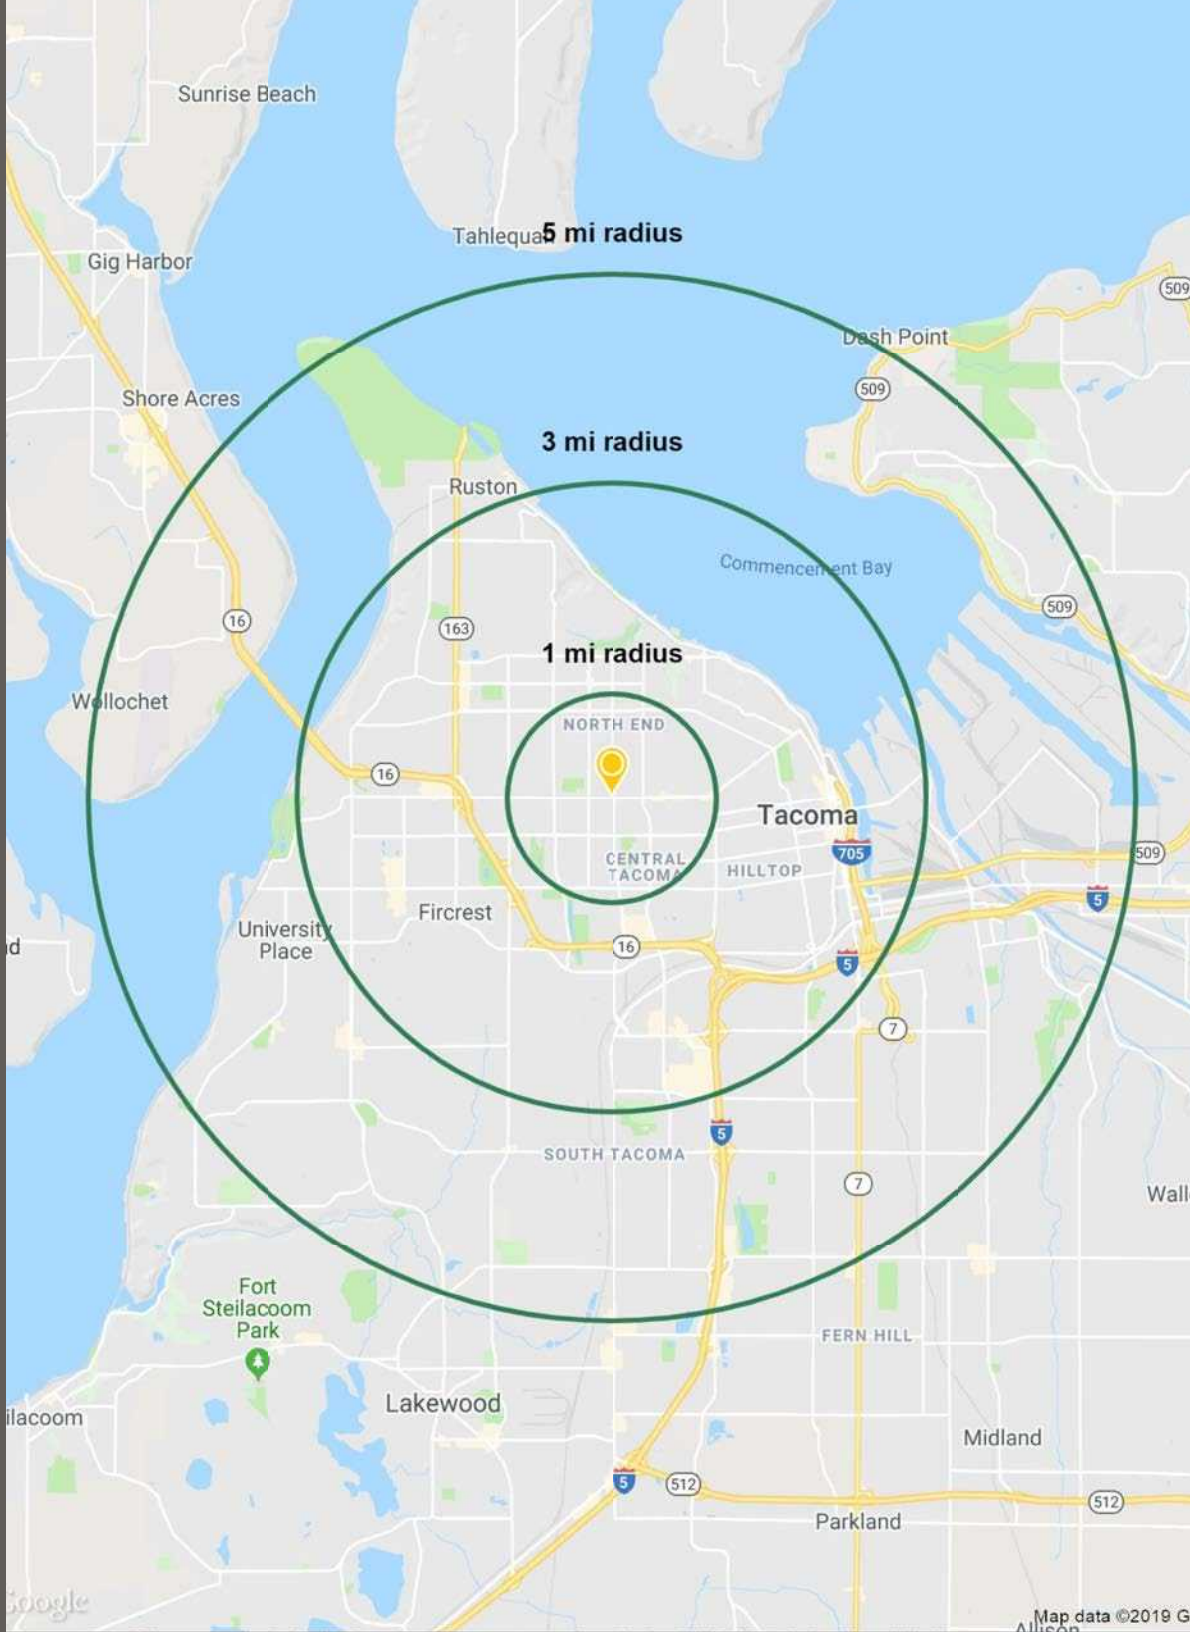 Sunrise Beach
5 mi radius
Gig Harbor
509
Dash Point
509
Shore Acres
3 mi radius
Ruston
Commencement Bay
509
16
163
1 mi radius
Wollochet
NORTH END
16
Tacoma
705
509
CENTRAL
TACOMA
HILLTOP
5
Fircrest
University
Place
16
5
7
5
SOUTH TACOMA
7
Fort
Steilacoom
Park
FERN HILL
Lakewood
Midland
5
512
512
Parkland
Google
Map data ©2019 G